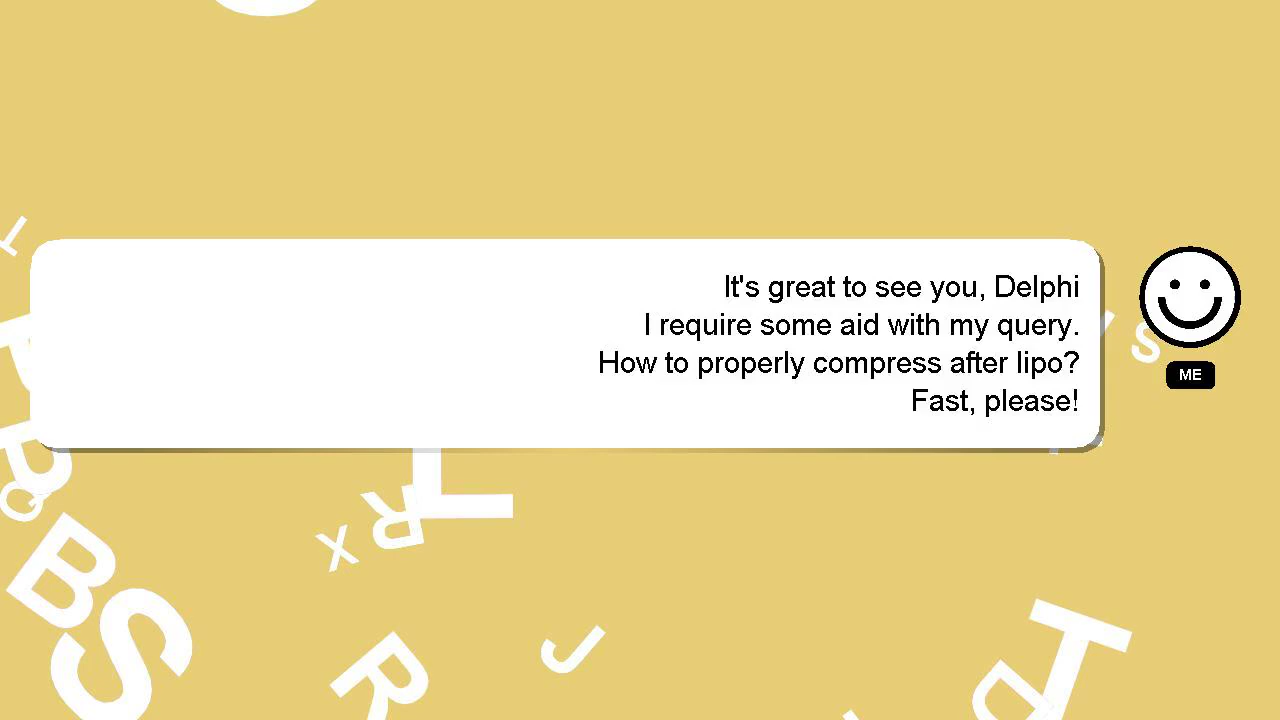 It's great to see you, Delphi
I require some aid with my query.
How to properly compress after lipo?
Fast, please!
ME
T
S
Q
B
S
X
R
R
J